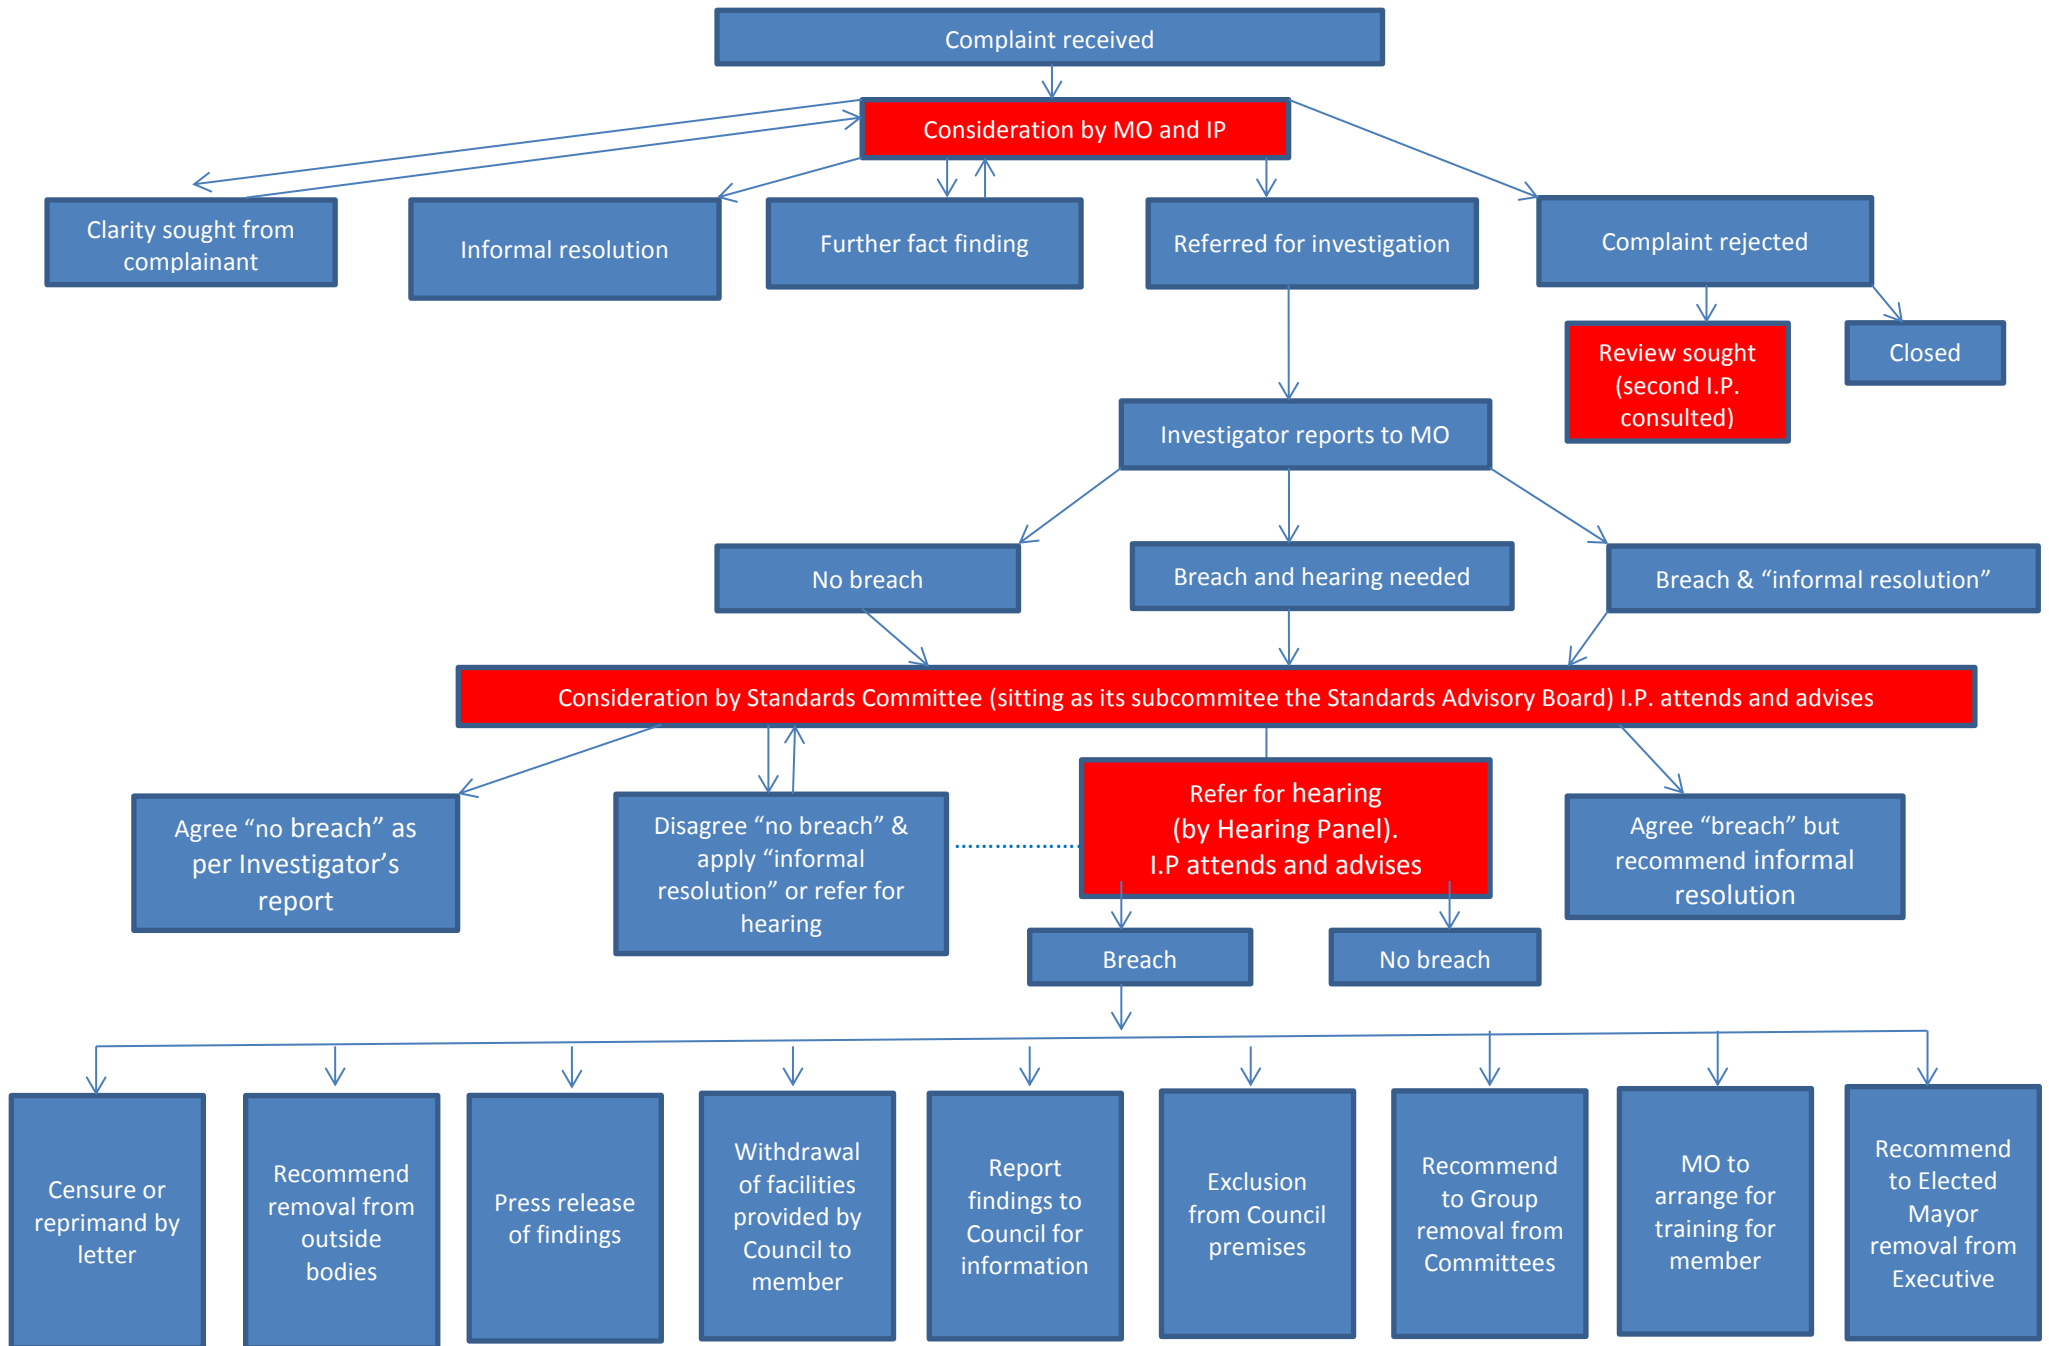 Complaint received
Consideration by MO and IP
Clarity sought from
complainant
Informal resolution
Further fact finding
Referred for investigation
Complaint rejected
Review sought
(second I.P.
consulted)
Closed
Investigator reports to MO
No breach
Breach and hearing needed
Breach & “informal resolution”
Consideration by Standards Committee (sitting as its subcommitee the Standards Advisory Board) I.P. attends and advises
Agree “no breach” as
per Investigator’s
report
Disagree “no breach” &
apply “informal
resolution” or refer for
hearing
Refer for hearing
(by Hearing Panel).
I.P attends and advises
Agree “breach” but
recommend informal
resolution
Breach
No breach
Censure or
reprimand by
letter
Recommend
removal from
outside
bodies
Press release
of findings
Withdrawal
of facilities
provided by
Council to
member
Report
findings to
Council for
information
Exclusion
from Council
premises
Recommend
to Group
removal from
Committees
MO to
arrange for
training for
member
Recommend
to Elected
Mayor
removal from
Executive